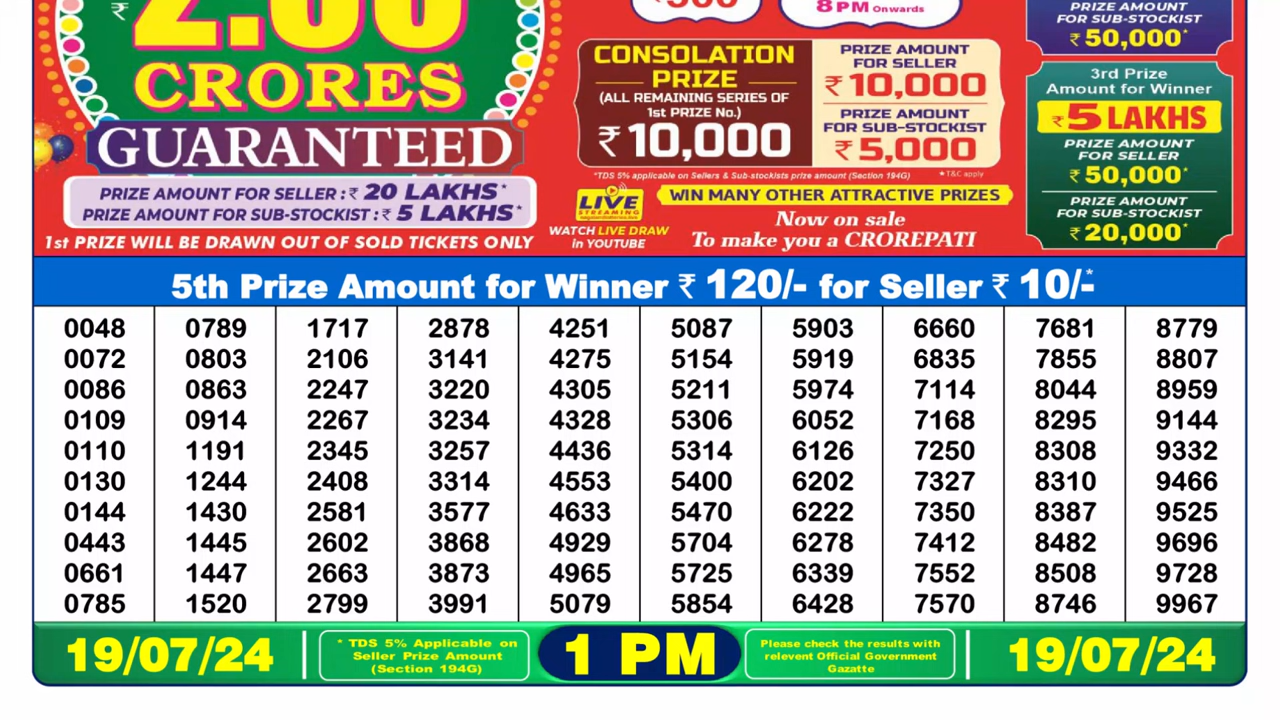 ₹ 2.00
CRORES
GUARANTEED
PRIZE AMOUNT FOR SELLER : ₹ 20 LAKHS*
PRIZE AMOUNT FOR SUB-STOCKIST : ₹ 5 LAKHS*
1st PRIZE WILL BE DRAWN OUT OF SOLD TICKETS ONLY
₹500
8 PM Onwards
CONSOLATION
PRIZE
(ALL REMAINING SERIES OF
1st PRIZE No.)
₹ 10,000
PRIZE AMOUNT
FOR SELLER
₹ 10,000
PRIZE AMOUNT
FOR SUB-STOCKIST
₹ 5,000
*TDS 5% applicable on Sellers & Sub-stockists prize amount (Section 194G)
*T&C apply
LIVE
STREAMING
WATCH LIVE DRAW
in YOUTUBE
WIN MANY OTHER ATTRACTIVE PRIZES
Now on sale
To make you a CROREPATI
PRIZE AMOUNT
FOR SUB-STOCKIST
₹ 50,000*
3rd Prize
Amount for Winner
₹ 5 LAKHS
PRIZE AMOUNT
FOR SELLER
₹ 50,000*
PRIZE AMOUNT
FOR SUB-STOCKIST
₹ 20,000*
5th Prize Amount for Winner ₹ 120/- for Seller ₹ 10/-*
0048 0789 1717 2878 4251 5087 5903 6660 7681 8779
0072 0803 2106 3141 4275 5154 5919 6835 7855 8807
0086 0863 2247 3220 4305 5211 5974 7114 8044 8959
0109 0914 2267 3234 4328 5306 6052 7168 8295 9144
0110 1191 2345 3257 4436 5314 6126 7250 8308 9332
0130 1244 2408 3314 4553 5400 6202 7327 8310 9466
0144 1430 2581 3577 4633 5470 6222 7350 8387 9525
0443 1445 2602 3868 4929 5704 6278 7412 8482 9696
0661 1447 2663 3873 4965 5725 6339 7552 8508 9728
0785 1520 2799 3991 5079 5854 6428 7570 8746 9967
19/07/24
* TDS 5% Applicable on
Seller Prize Amount
(Section 194G)
1 PM
Please check the results with
relevent Official Government
Gazatte
19/07/24